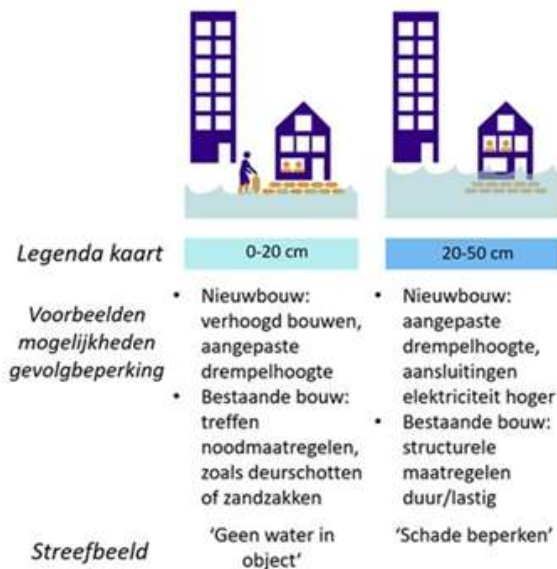 Legenda kaart
0-20 cm
20-50 cm
Voorbeelden
mogelijkheden
gevolgbeperking
• Nieuwbouw:
verhoogd bouwen,
aangepaste
drempelhoogte
• Bestaande bouw:
treffen
noodmaatregelen,
zoals deurschotten
of zandzakken
• Nieuwbouw:
aangepaste
drempelhoogte,
aansluitingen
elektriciteit hoger
• Bestaande bouw:
structurele
maatregelen
duur/lastig
Streefbeeld
‘Geen water in
object’
‘Schade beperken’